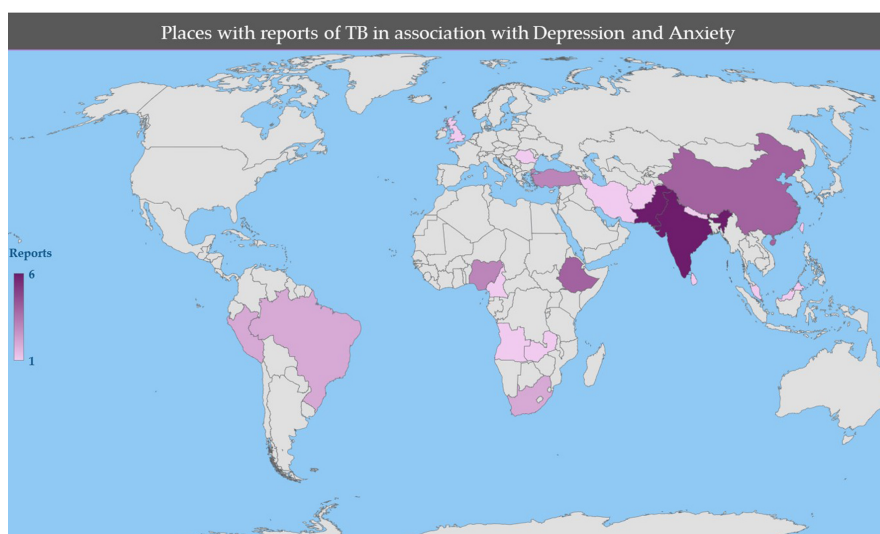 Places with reports of TB in association with Depression and Anxiety
Reports
6
1